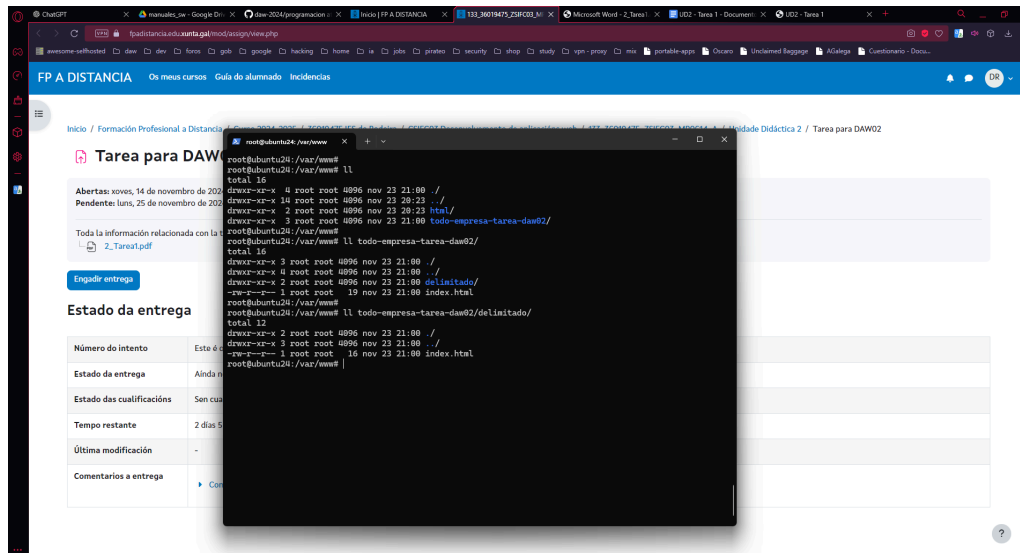 ChatGPT
manuales_sw - Google Driv
daw-2024/programacion a
Inicio | FP A DISTANCIA
133_36019475_ZSIFC03_MP
Microsoft Word - 2_Tarea1
UD2 - Tarea 1 - Documento
UD2 - Tarea 1
VPN
fpadistancia.edu.xunta.gal/mod/assign/view.php
awesome-selfhosted
daw
dev
foros
gob
google
hacking
home
ia
jobs
pirateo
security
shop
study
vpn - proxy
mix
portable-apps
Oscaro
Unclaimed Baggage
AGalega
Cuestionario - Docu...
FP A DISTANCIA
Os meus cursos
Guía do alumnado
Incidencias
DR
Inicio / Formación Profesional a Distancia
Unidade Didáctica 2 / Tarea para DAW02
Tarea para DAW
Abertas: xoves, 14 de novembro de 202
Pendente: luns, 25 de novembro de 202
Toda la información relacionada con la t
2_Tarea1.pdf
Engadir entrega
Estado da entrega
Número do intento
Este é o
Estado da entrega
Aínda n
Estado das cualificacións
Sen cua
Tempo restante
2 días 5
Última modificación
-
Comentarios a entrega
Com
root@ubuntu24: /var/www
root@ubuntu24:/var/www#
root@ubuntu24:/var/www# ll
total 16
drwxr-xr-x  4 root root 4096 nov 23 21:00 ./
drwxr-xr-x 14 root root 4096 nov 23 20:23 ../
drwxr-xr-x  2 root root 4096 nov 23 20:23 html/
drwxr-xr-x  3 root root 4096 nov 23 21:00 todo-empresa-tarea-daw02/
root@ubuntu24:/var/www#
root@ubuntu24:/var/www# ll todo-empresa-tarea-daw02/
total 16
drwxr-xr-x 3 root root 4096 nov 23 21:00 ./
drwxr-xr-x 4 root root 4096 nov 23 21:00 ../
drwxr-xr-x 2 root root 4096 nov 23 21:00 delimitado/
-rw-r--r-- 1 root root   19 nov 23 21:00 index.html
root@ubuntu24:/var/www#
root@ubuntu24:/var/www# ll todo-empresa-tarea-daw02/delimitado/
total 12
drwxr-xr-x 2 root root 4096 nov 23 21:00 ./
drwxr-xr-x 3 root root 4096 nov 23 21:00 ../
-rw-r--r-- 1 root root   16 nov 23 21:00 index.html
root@ubuntu24:/var/www#
?